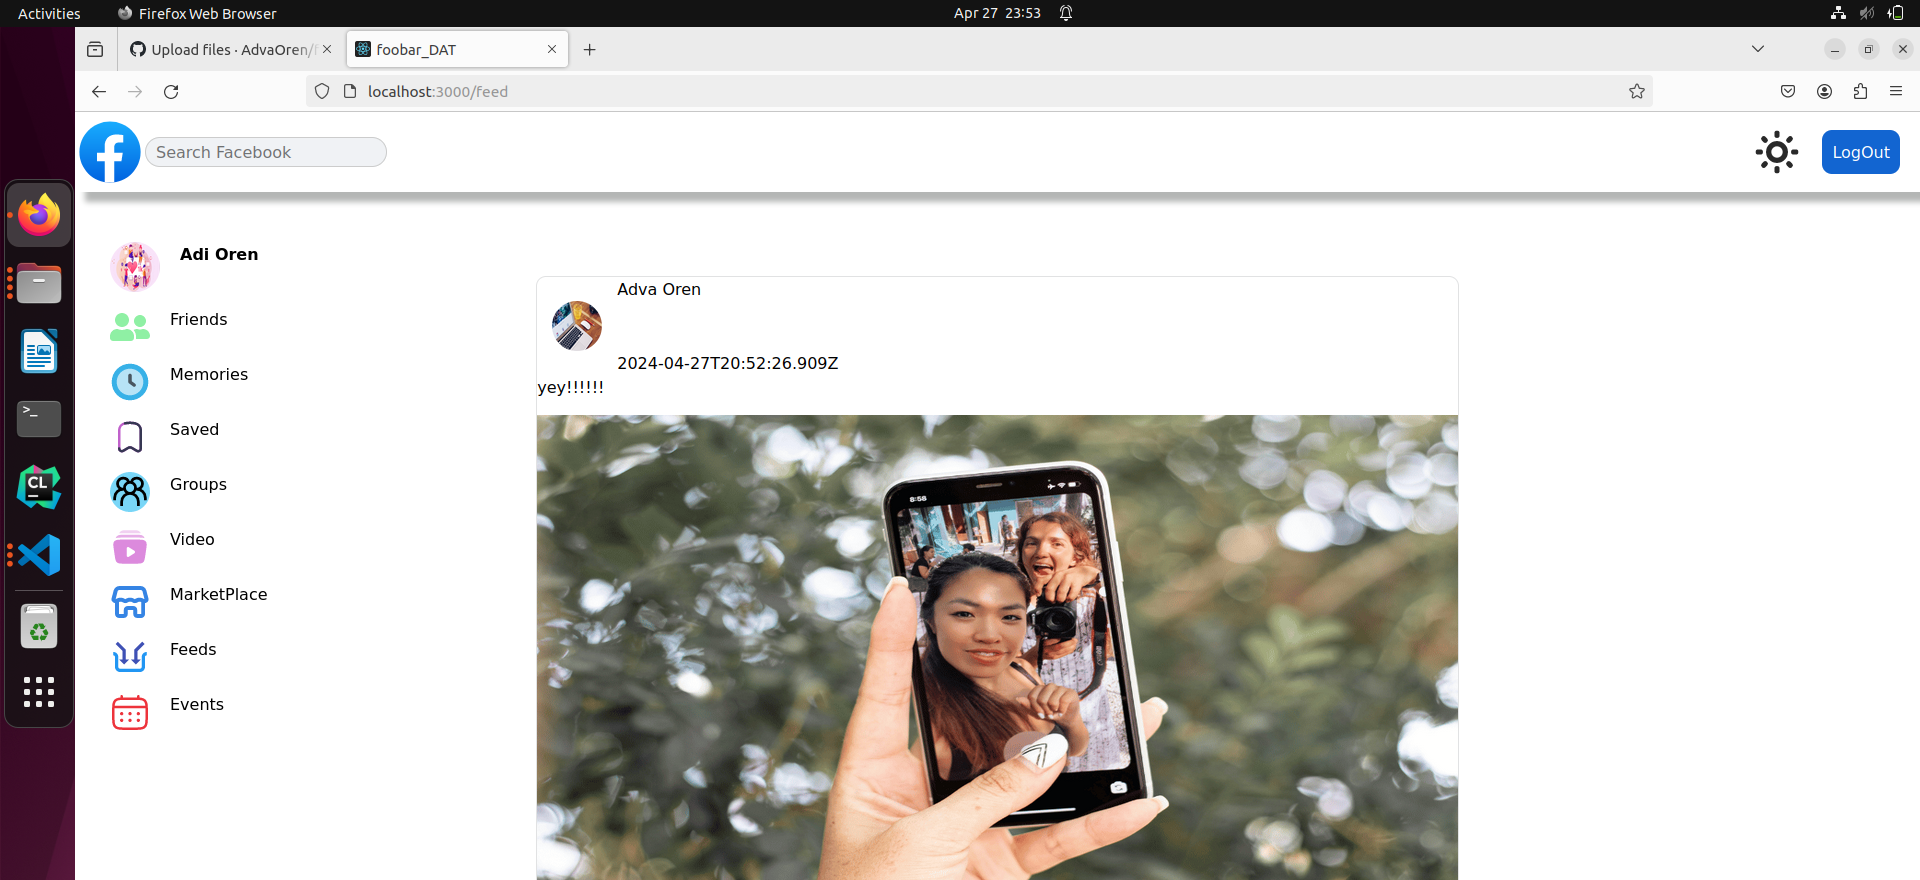 Activities
Firefox Web Browser
Apr 27 23:53
Upload files · AdvaOren/
foobar_DAT
localhost:3000/feed
Search Facebook
LogOut
Adi Oren
Friends
Memories
Saved
Groups
Video
MarketPlace
Feeds
Events
Adva Oren
2024-04-27T20:52:26.909Z
yey!!!!!!
8:58
>_
CL